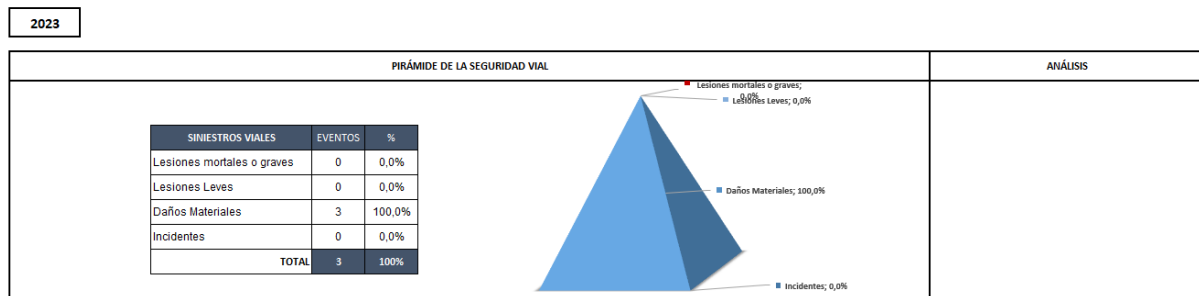 2023
PIRÁMIDE DE LA SEGURIDAD VIAL
ANÁLISIS
SINIESTROS VIALES EVENTOS %
Lesiones mortales o graves 0 0,0%
Lesiones Leves 0 0,0%
Daños Materiales 3 100,0%
Incidentes 0 0,0%
TOTAL 3 100%
Lesiones mortales o graves;
0,0%
Lesiones Leves; 0,0%
Daños Materiales; 100,0%
Incidentes; 0,0%